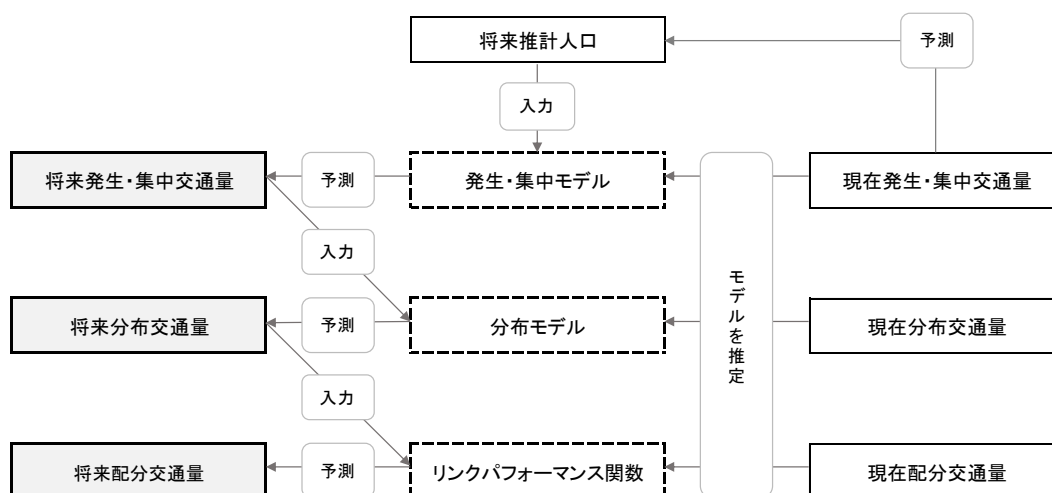 将来推計人口
予測
入力
将来発生・集中交通量
予測
発生・集中モデル
現在発生・集中交通量
入力
モデルを推定
将来分布交通量
予測
分布モデル
現在分布交通量
入力
将来配分交通量
予測
リンクパフォーマンス関数
現在配分交通量